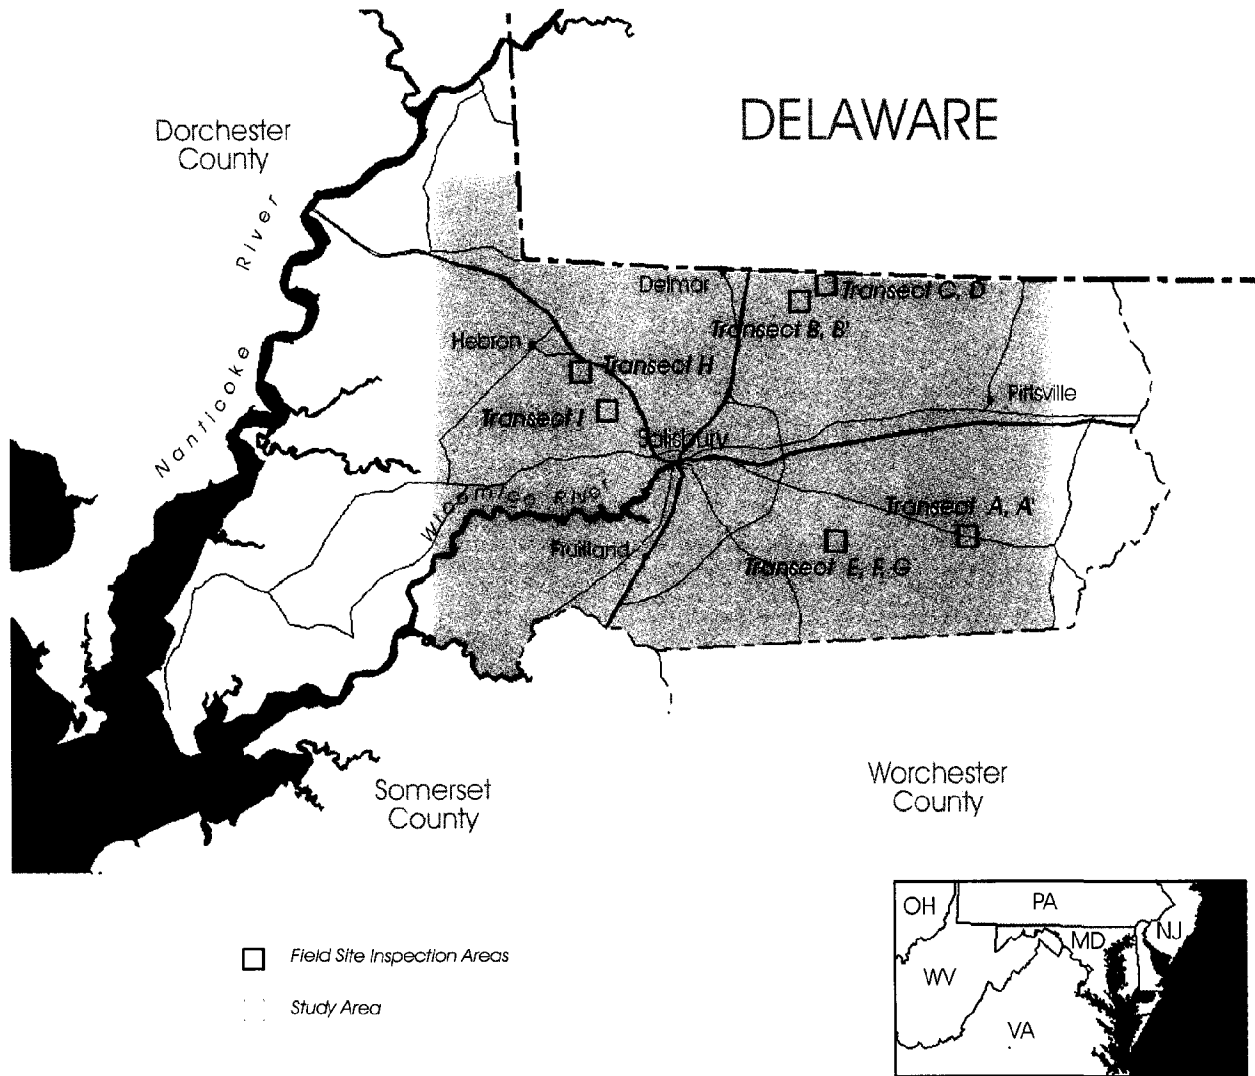 DELAWARE
Dorchester
County
Nanticoke River
Delmar
Transect C, D
Transect B, B'
Hebron
Transect H
Transect I
Pittsville
Salisbury
Wicomico River
Transect A, A'
Fruitland
Transect E, F, G
Somerset
County
Worchester
County
Field Site Inspection Areas
Study Area
OH
PA
NJ
MD
WV
VA